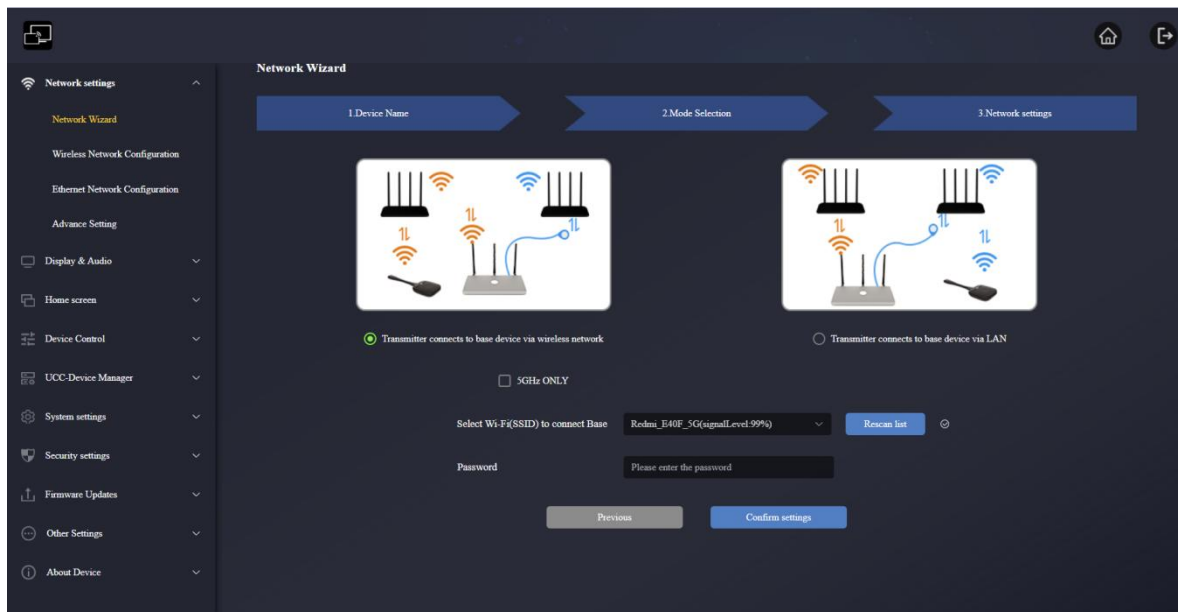 Network settings
Network Wizard
Wireless Network Configuration
Ethernet Network Configuration
Advance Setting
Display & Audio
Home screen
Device Control
UCC-Device Manager
System settings
Security settings
Firmware Updates
Other Settings
About Device
Network Wizard
1.Device Name
2.Mode Selection
3.Network settings
Transmitter connects to base device via wireless network
Transmitter connects to base device via LAN
5GHz ONLY
Select Wi-Fi(SSID) to connect Base
Redmi_E40F_5G(signalLevel:99%)
Rescan list
Password
Please enter the password
Previous
Confirm settings